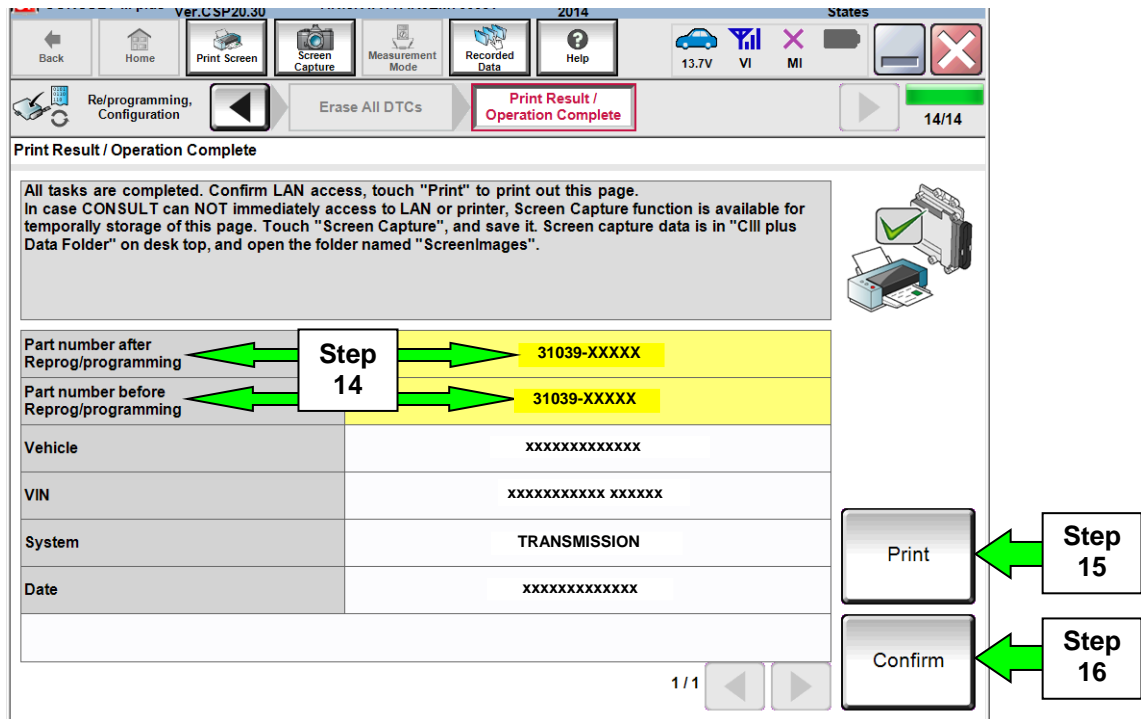 Ver.CSP20.30 2014 States
Back Home Print Screen Screen Capture Measurement Mode Recorded Data Help 13.7V VI MI
Re/programming, Configuration Erase All DTCs Print Result / Operation Complete 14/14
Print Result / Operation Complete
All tasks are completed. Confirm LAN access, touch "Print" to print out this page.
In case CONSULT can NOT immediately access to LAN or printer, Screen Capture function is available for
temporally storage of this page. Touch "Screen Capture", and save it. Screen capture data is in "CIII plus
Data Folder" on desk top, and open the folder named "ScreenImages".
Part number after
Reprog/programming
31039-XXXXX
Step
14
Part number before
Reprog/programming
31039-XXXXX
Vehicle xxxxxxxxxxxxx
VIN xxxxxxxxxxx xxxxxx
System TRANSMISSION
Date xxxxxxxxxxxxx
Print
Step
15
Confirm
Step
16
1/1